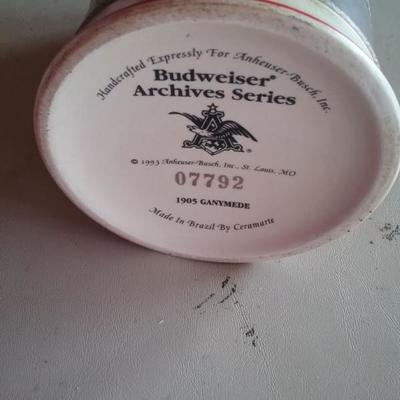 Handcrafted Expressly For Anheuser-Busch, Inc.
Budweiser®
Archives Series
© 1993 Anheuser-Busch, Inc., St. Louis, MO
07792
1905 GANYMEDE
Made In Brazil By Ceramarte